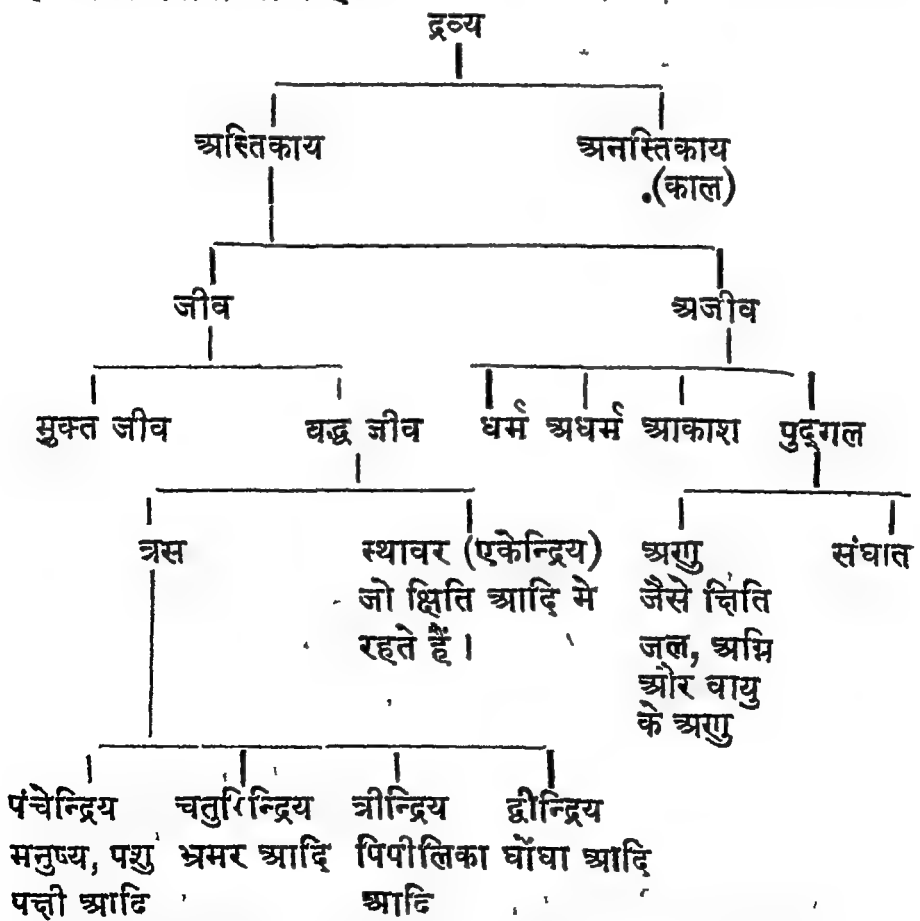 द्रव्य
अस्तिकाय अनस्तिकाय
(काल)
जीव अजीव
मुक्त जीव वद्ध जीव धर्म अधर्म आकाश पुद्गल
त्रस स्थावर (एकेन्द्रिय) अणु संघात
जो क्षिति आदि मे जैसे क्षिति
रहते हैं । जल, अग्नि
और वायु
के अणु
पंचेन्द्रिय चतुरिन्द्रिय त्रीन्द्रिय द्वीन्द्रिय
मनुष्य, पशु भ्रमर आदि पिपीलिका घोंघा आदि
पक्षी आदि आदि